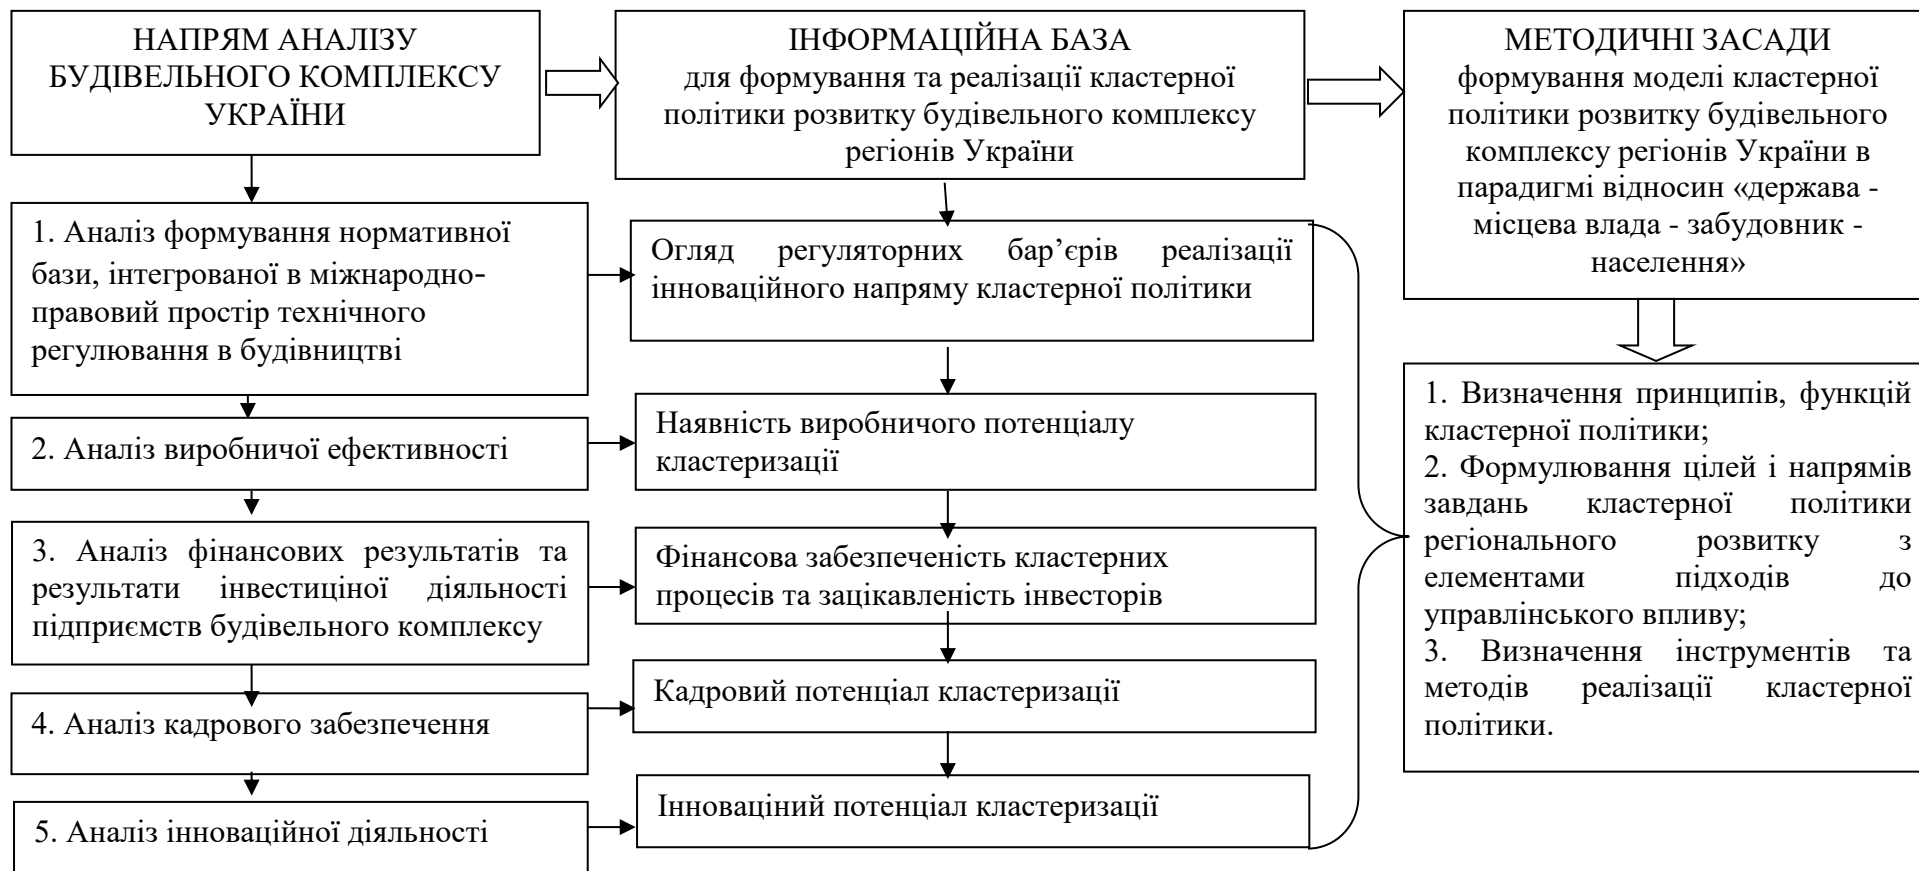 НАПРЯМ АНАЛІЗУ
БУДІВЕЛЬНОГО КОМПЛЕКСУ
УКРАЇНИ
ІНФОРМАЦІЙНА БАЗА
для формування та реалізації кластерної
політики розвитку будівельного комплексу
регіонів України
МЕТОДИЧНІ ЗАСАДИ
формування моделі кластерної
політики розвитку будівельного
комплексу регіонів України в
парадигмі відносин «держава -
місцева влада - забудовник -
населення»
1. Аналіз формування нормативної
бази, інтегрованої в міжнародно-
правовий простір технічного
регулювання в будівництві
Огляд регуляторних бар’єрів реалізації
інноваційного напряму кластерної політики
2. Аналіз виробничої ефективності
Наявність виробничого потенціалу
кластеризації
3. Аналіз фінансових результатів та
результати інвестиціної діяльності
підприємств будівельного комплексу
Фінансова забезпеченість кластерних
процесів та зацікавленість інвесторів
4. Аналіз кадрового забезпечення
Кадровий потенціал кластеризації
5. Аналіз інноваційної діяльності
Інноваціний потенціал кластеризації
1. Визначення принципів, функцій
кластерної політики;
2. Формулювання цілей і напрямів
завдань кластерної політики
регіонального розвитку з
елементами підходів до
управлінського впливу;
3. Визначення інструментів та
методів реалізації кластерної
політики.